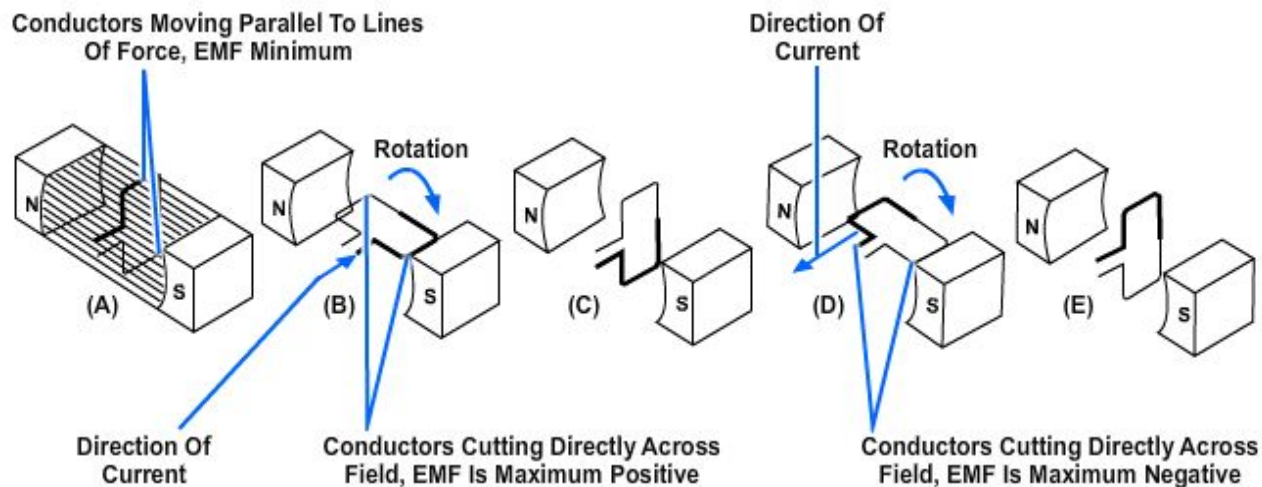 Conductors Moving Parallel To Lines
Of Force, EMF Minimum
Direction Of
Current
Rotation
Rotation
N
S
(A)
N
S
(B)
N
S
(C)
N
S
(D)
N
S
(E)
Direction Of
Current
Conductors Cutting Directly Across
Field, EMF Is Maximum Positive
Conductors Cutting Directly Across
Field, EMF Is Maximum Negative